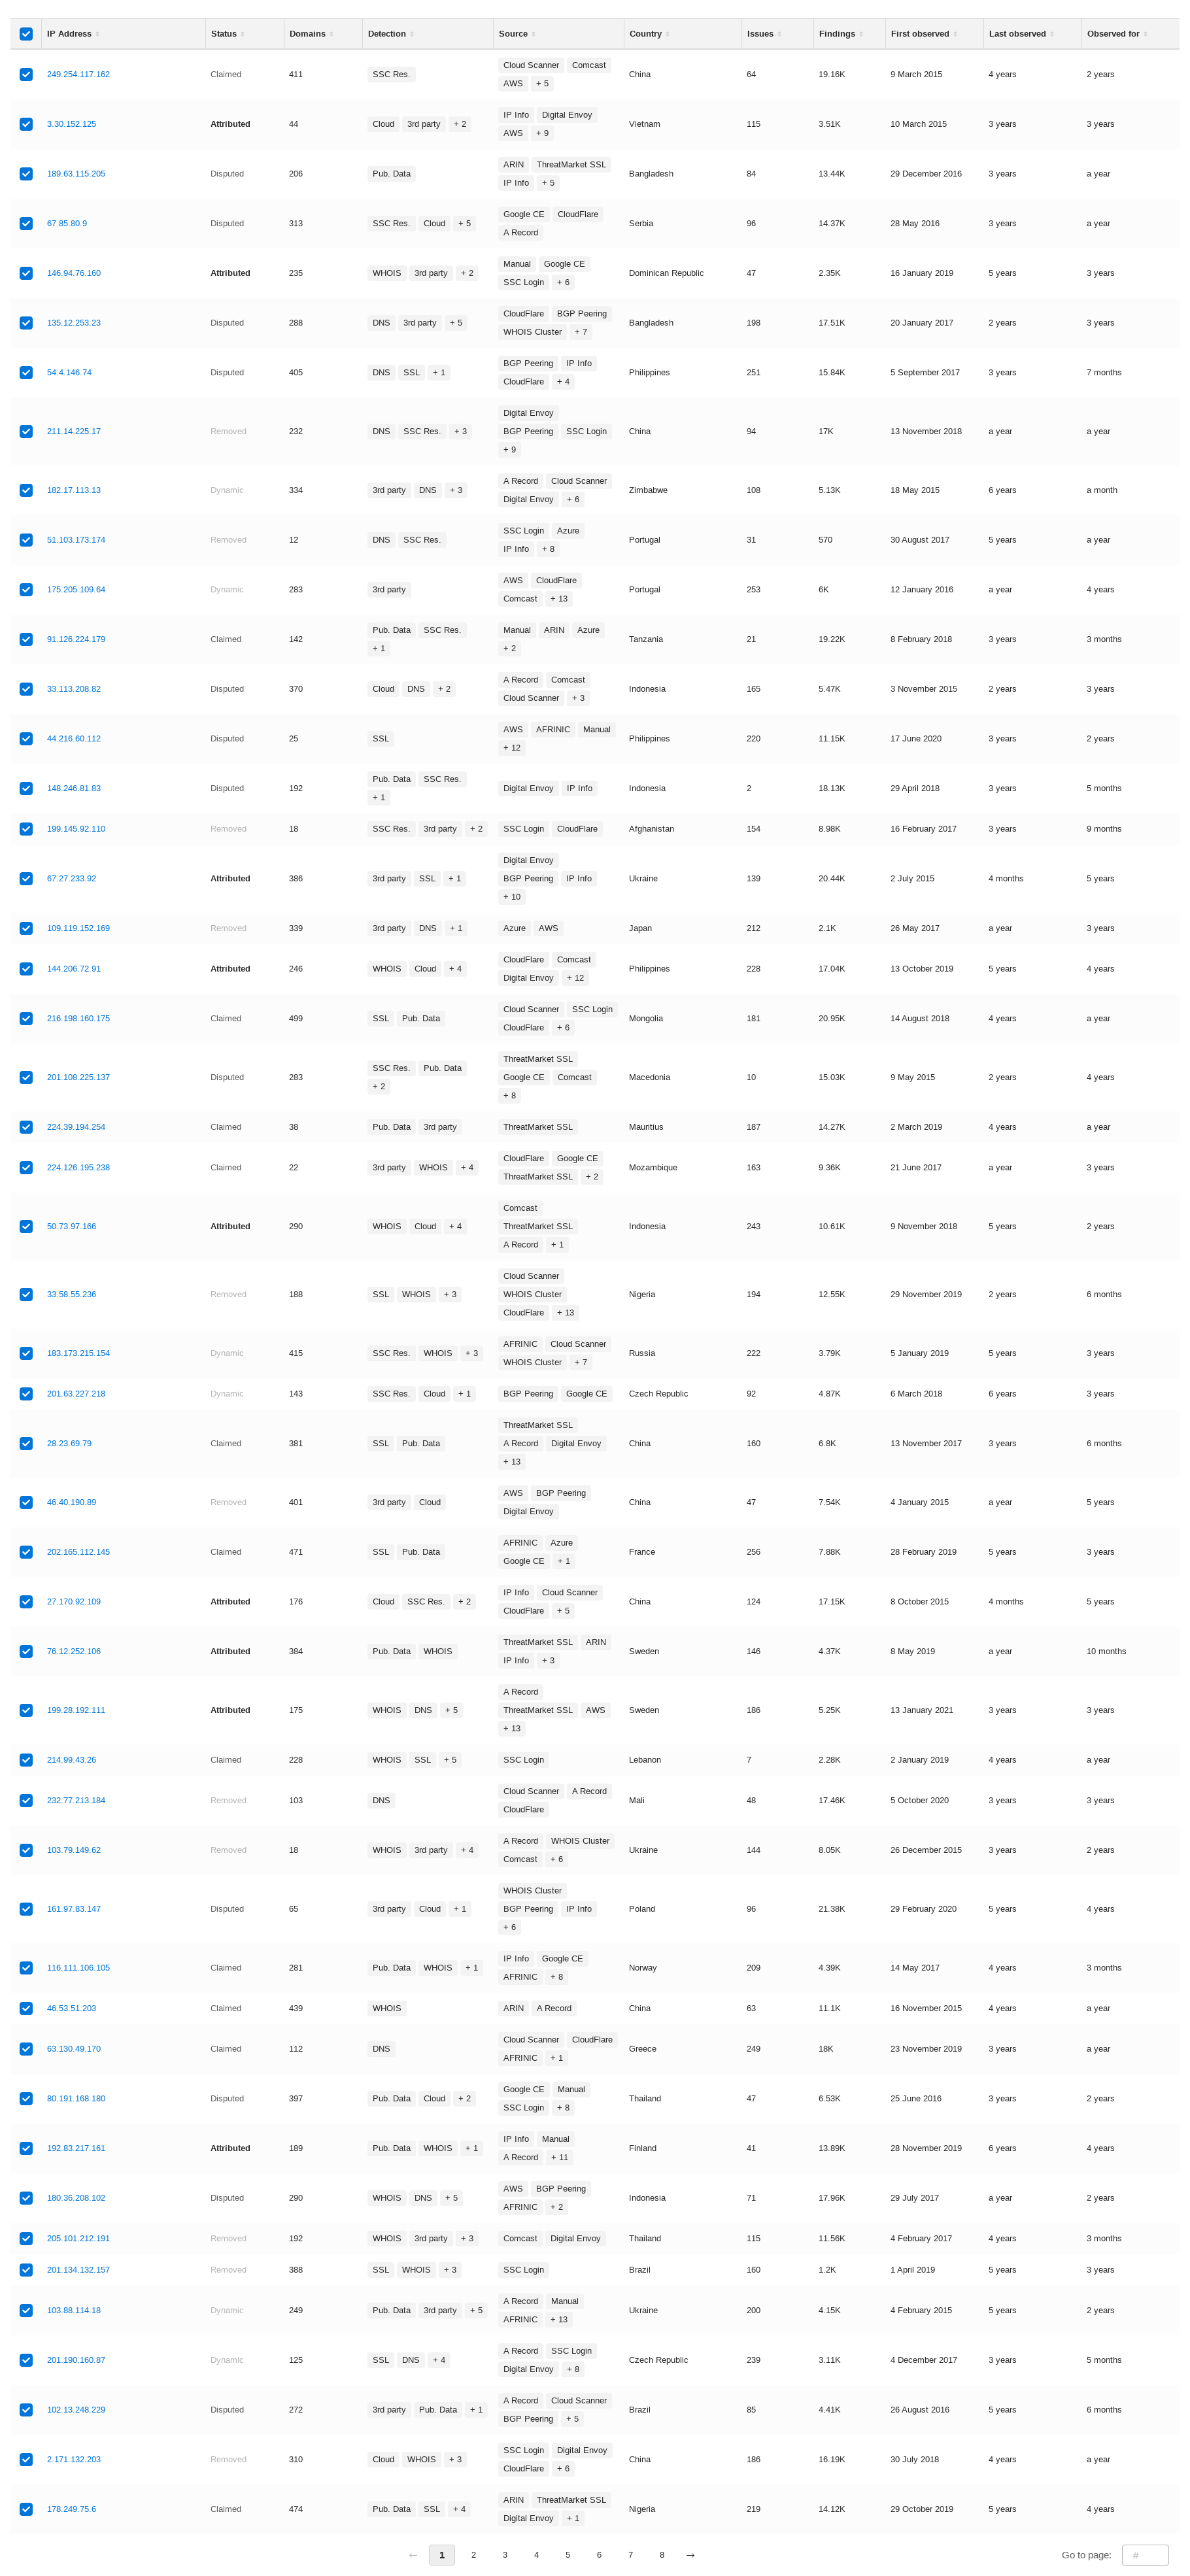 IP Address Status Domains Detection Source Country Issues Findings First observed Last observed Observed for
249.254.117.162 Claimed 411 SSC Res. Cloud Scanner Comcast AWS + 5 China 64 19.16K 9 March 2015 4 years 2 years
3.30.152.125 Attributed 44 Cloud 3rd party + 2 IP Info Digital Envoy AWS + 9 Vietnam 115 3.51K 10 March 2015 3 years 3 years
189.63.115.205 Disputed 206 Pub. Data ARIN ThreatMarket SSL IP Info + 5 Bangladesh 84 13.44K 29 December 2016 3 years a year
67.85.80.9 Disputed 313 SSC Res. Cloud + 5 Google CE CloudFlare A Record Serbia 96 14.37K 28 May 2016 3 years a year
146.94.76.160 Attributed 235 WHOIS 3rd party + 2 Manual Google CE SSC Login + 6 Dominican Republic 47 2.35K 16 January 2019 5 years 3 years
135.12.253.23 Disputed 288 DNS 3rd party + 5 CloudFlare BGP Peering WHOIS Cluster + 7 Bangladesh 198 17.51K 20 January 2017 2 years 3 years
54.4.146.74 Disputed 405 DNS SSL + 1 BGP Peering IP Info CloudFlare + 4 Philippines 251 15.84K 5 September 2017 3 years 7 months
211.14.225.17 Removed 232 DNS SSC Res. + 3 Digital Envoy BGP Peering SSC Login + 9 China 94 17K 13 November 2018 a year a year
182.17.113.13 Dynamic 334 3rd party DNS + 3 A Record Cloud Scanner Digital Envoy + 6 Zimbabwe 108 5.13K 18 May 2015 6 years a month
51.103.173.174 Removed 12 DNS SSC Res. SSC Login Azure IP Info + 8 Portugal 31 570 30 August 2017 5 years a year
175.205.109.64 Dynamic 283 3rd party AWS CloudFlare Comcast + 13 Portugal 253 6K 12 January 2016 a year 4 years
91.126.224.179 Claimed 142 Pub. Data SSC Res. + 1 Manual ARIN Azure + 2 Tanzania 21 19.22K 8 February 2018 3 years 3 months
33.113.208.82 Disputed 370 Cloud DNS + 2 A Record Comcast Cloud Scanner + 3 Indonesia 165 5.47K 3 November 2015 2 years 3 years
44.216.60.112 Disputed 25 SSL AWS AFRINIC Manual + 12 Philippines 220 11.15K 17 June 2020 3 years 2 years
148.246.81.83 Disputed 192 Pub. Data SSC Res. + 1 Digital Envoy IP Info Indonesia 2 18.13K 29 April 2018 3 years 5 months
199.145.92.110 Removed 18 SSC Res. 3rd party + 2 SSC Login CloudFlare Afghanistan 154 8.98K 16 February 2017 3 years 9 months
67.27.233.92 Attributed 386 3rd party SSL + 1 Digital Envoy BGP Peering IP Info + 10 Ukraine 139 20.44K 2 July 2015 4 months 5 years
109.119.152.169 Removed 339 3rd party DNS + 1 Azure AWS Japan 212 2.1K 26 May 2017 a year 3 years
144.206.72.91 Attributed 246 WHOIS Cloud + 4 CloudFlare Comcast Digital Envoy + 12 Philippines 228 17.04K 13 October 2019 5 years 4 years
216.198.160.175 Claimed 499 SSL Pub. Data Cloud Scanner SSC Login CloudFlare + 6 Mongolia 181 20.95K 14 August 2018 4 years a year
201.108.225.137 Disputed 283 SSC Res. Pub. Data + 2 ThreatMarket SSL Google CE Comcast + 8 Macedonia 10 15.03K 9 May 2015 2 years 4 years
224.39.194.254 Claimed 38 Pub. Data 3rd party ThreatMarket SSL Mauritius 187 14.27K 2 March 2019 4 years a year
224.126.195.238 Claimed 22 3rd party WHOIS + 4 CloudFlare Google CE ThreatMarket SSL + 2 Mozambique 163 9.36K 21 June 2017 a year 3 years
50.73.97.166 Attributed 290 WHOIS Cloud + 4 Comcast ThreatMarket SSL A Record + 1 Indonesia 243 10.61K 9 November 2018 5 years 2 years
33.58.55.236 Removed 188 SSL WHOIS + 3 Cloud Scanner WHOIS Cluster CloudFlare + 13 Nigeria 194 12.55K 29 November 2019 2 years 6 months
183.173.215.154 Dynamic 415 SSC Res. WHOIS + 3 AFRINIC Cloud Scanner WHOIS Cluster + 7 Russia 222 3.79K 5 January 2019 5 years 3 years
201.63.227.218 Dynamic 143 SSC Res. Cloud + 1 BGP Peering Google CE Czech Republic 92 4.87K 6 March 2018 6 years 3 years
28.23.69.79 Claimed 381 SSL Pub. Data ThreatMarket SSL A Record Digital Envoy + 13 China 160 6.8K 13 November 2017 3 years 6 months
46.40.190.89 Removed 401 3rd party Cloud AWS BGP Peering Digital Envoy China 47 7.54K 4 January 2015 a year 5 years
202.165.112.145 Claimed 471 SSL Pub. Data AFRINIC Azure Google CE + 1 France 256 7.88K 28 February 2019 5 years 3 years
27.170.92.109 Attributed 176 Cloud SSC Res. + 2 IP Info Cloud Scanner CloudFlare + 5 China 124 17.15K 8 October 2015 4 months 5 years
76.12.252.106 Attributed 384 Pub. Data WHOIS ThreatMarket SSL ARIN IP Info + 3 Sweden 146 4.37K 8 May 2019 a year 10 months
199.28.192.111 Attributed 175 WHOIS DNS + 5 A Record ThreatMarket SSL AWS + 13 Sweden 186 5.25K 13 January 2021 3 years 3 years
214.99.43.26 Claimed 228 WHOIS SSL + 5 SSC Login Lebanon 7 2.28K 2 January 2019 4 years a year
232.77.213.184 Removed 103 DNS Cloud Scanner A Record CloudFlare Mali 48 17.46K 5 October 2020 3 years 3 years
103.79.149.62 Removed 18 WHOIS 3rd party + 4 A Record WHOIS Cluster Comcast + 6 Ukraine 144 8.05K 26 December 2015 3 years 2 years
161.97.83.147 Disputed 65 3rd party Cloud + 1 WHOIS Cluster BGP Peering IP Info + 6 Poland 96 21.38K 29 February 2020 5 years 4 years
116.111.106.105 Claimed 281 Pub. Data WHOIS + 1 IP Info Google CE AFRINIC + 8 Norway 209 4.39K 14 May 2017 4 years 3 months
46.53.51.203 Claimed 439 WHOIS ARIN A Record China 63 11.1K 16 November 2015 4 years a year
63.130.49.170 Claimed 112 DNS Cloud Scanner CloudFlare AFRINIC + 1 Greece 249 18K 23 November 2019 3 years a year
80.191.168.180 Disputed 397 Pub. Data Cloud + 2 Google CE Manual SSC Login + 8 Thailand 47 6.53K 25 June 2016 3 years 2 years
192.83.217.161 Attributed 189 Pub. Data WHOIS + 1 IP Info Manual A Record + 11 Finland 41 13.89K 28 November 2019 6 years 4 years
180.36.208.102 Disputed 290 WHOIS DNS + 5 AWS BGP Peering AFRINIC + 2 Indonesia 71 17.96K 29 July 2017 a year 2 years
205.101.212.191 Removed 192 WHOIS 3rd party + 3 Comcast Digital Envoy Thailand 115 11.56K 4 February 2017 4 years 3 months
201.134.132.157 Removed 388 SSL WHOIS + 3 SSC Login Brazil 160 1.2K 1 April 2019 5 years 3 years
103.88.114.18 Dynamic 249 Pub. Data 3rd party + 5 A Record Manual AFRINIC + 13 Ukraine 200 4.15K 4 February 2015 5 years 2 years
201.190.160.87 Dynamic 125 SSL DNS + 4 A Record SSC Login Digital Envoy + 8 Czech Republic 239 3.11K 4 December 2017 3 years 5 months
102.13.248.229 Disputed 272 3rd party Pub. Data + 1 A Record Cloud Scanner BGP Peering + 5 Brazil 85 4.41K 26 August 2016 5 years 6 months
2.171.132.203 Removed 310 Cloud WHOIS + 3 SSC Login Digital Envoy CloudFlare + 6 China 186 16.19K 30 July 2018 4 years a year
178.249.75.6 Claimed 474 Pub. Data SSL + 4 ARIN ThreatMarket SSL Digital Envoy + 1 Nigeria 219 14.12K 29 October 2019 5 years 4 years
← 1 2 3 4 5 6 7 8 → Go to page: #